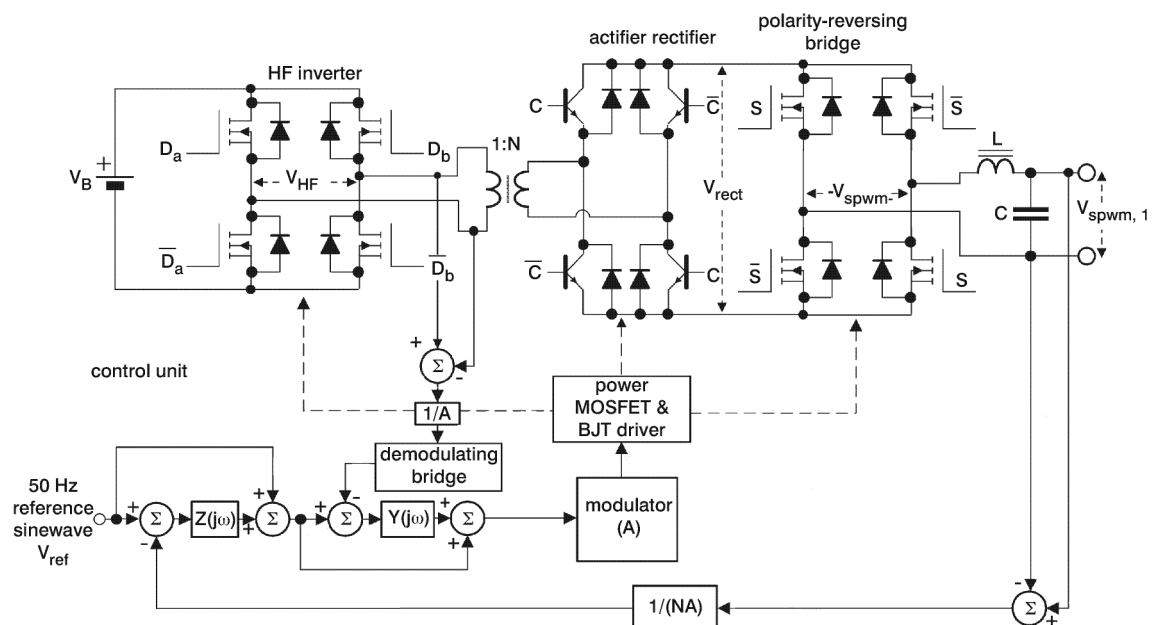 polarity-reversing
bridge
actifier rectifier
HF inverter
C
C̅
S
S̅
D_a
D_b
1:N
L
V_B
+
V_HF
V_rect
-V_spwm-
C
V_spwm, 1
D̅_a
D̅_b
C̅
C
S̅
S
+
Σ
-
control unit
1/A
power
MOSFET &
BJT driver
demodulating
bridge
50 Hz
reference
sinewave
V_ref
+
Σ
-
Z(jω)
+
+
Σ
-
+
Σ
Y(jω)
+
+
Σ
modulator
(A)
1/(NA)
-
Σ
+